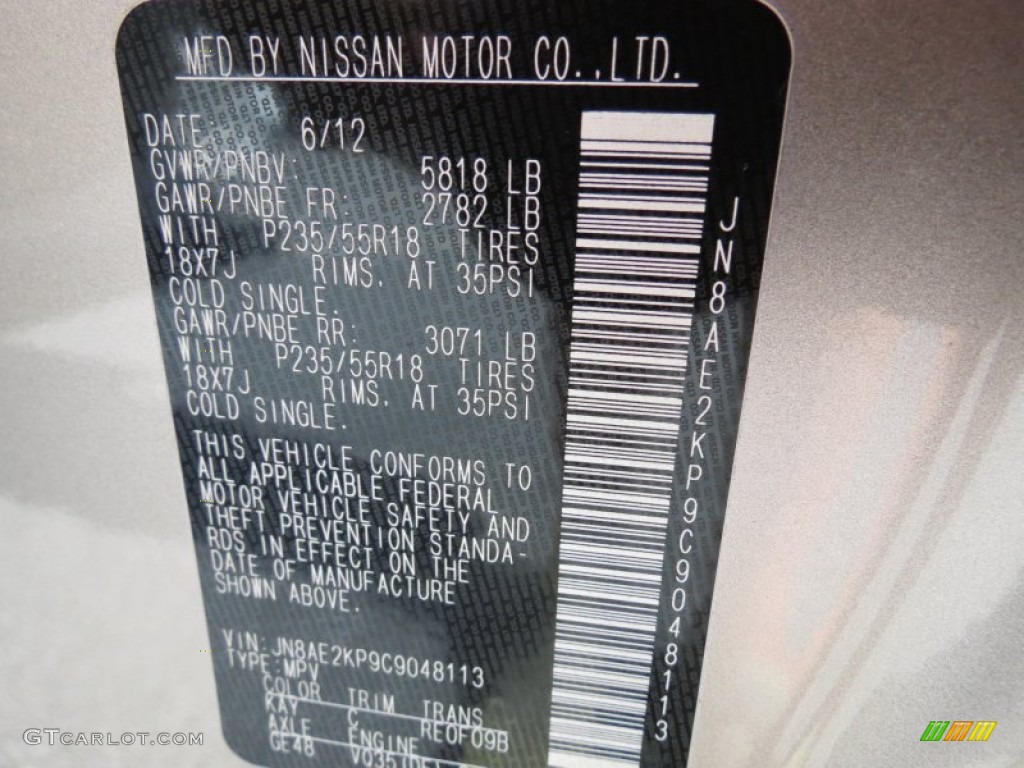 MFD BY NISSAN MOTOR CO.,LTD.
DATE 6/12
GVWR/PNBV: 5818 LB
GAWR/PNBE FR: 2782 LB
WITH P235/55R18 TIRES
18X7J RIMS. AT 35PSI
COLD SINGLE.
GAWR/PNBE RR: 3071 LB
WITH P235/55R18 TIRES
18X7J RIMS. AT 35PSI
COLD SINGLE.
THIS VEHICLE CONFORMS TO
ALL APPLICABLE FEDERAL
MOTOR VEHICLE SAFETY AND
THEFT PREVENTION STANDA-
RDS IN EFFECT ON THE
DATE OF MANUFACTURE
SHOWN ABOVE.
VIN:JN8AE2KP9C9048113
TYPE:MPV
COLOR TRIM TRANS
KAY C RE0F09B
AXLE ENGINE
GE48
JN8AE2KP9C9048113
GTCARLOT.COM